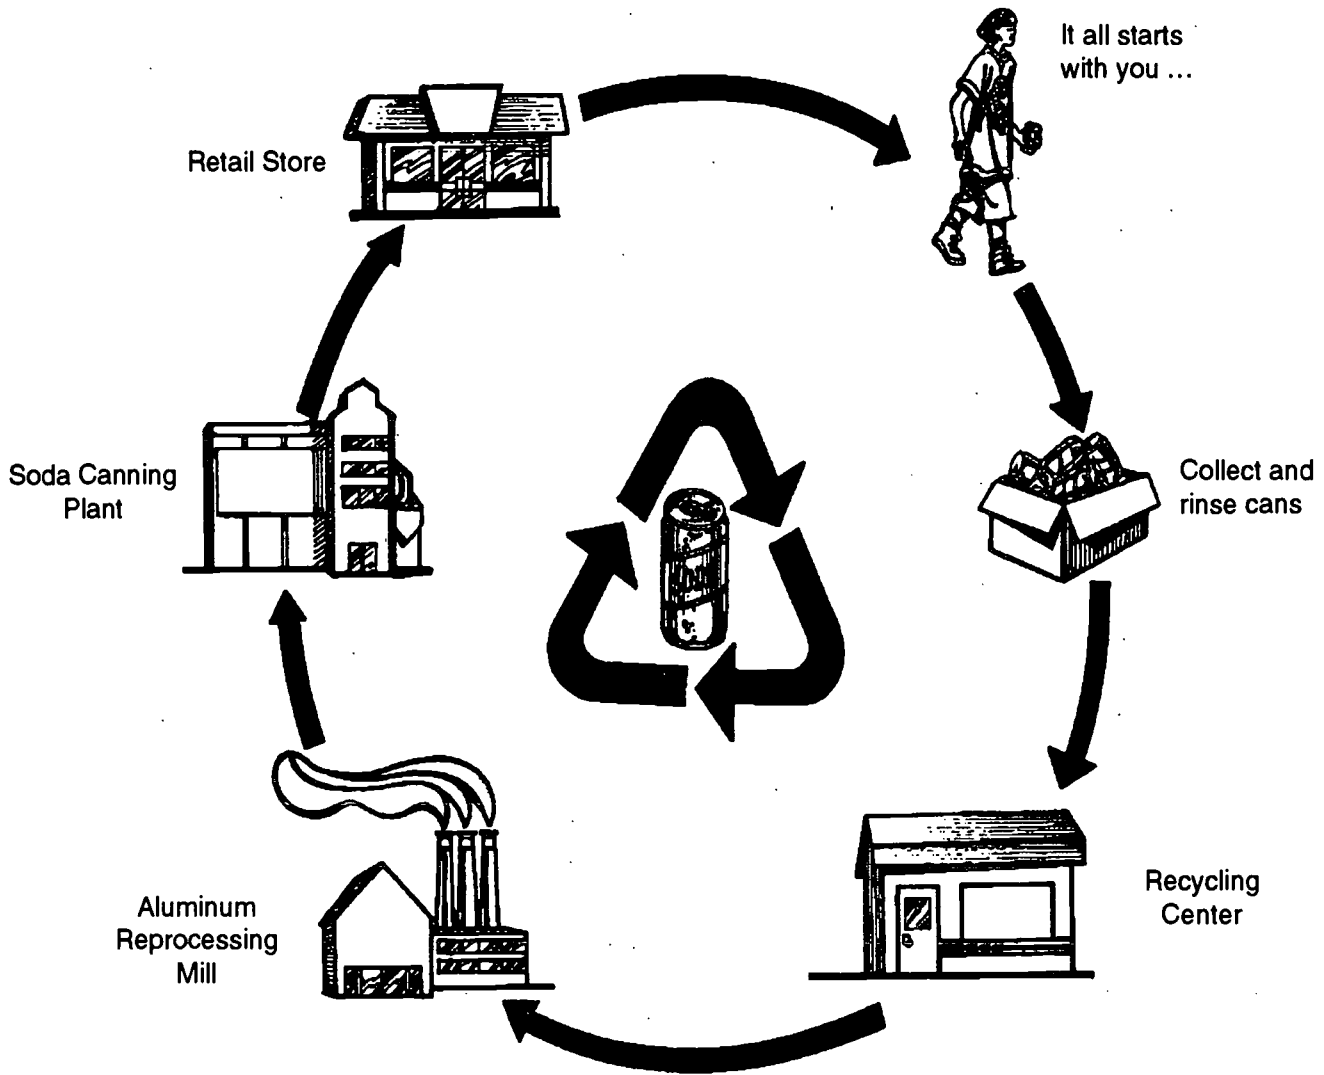 It all starts
with you ...
Retail Store
Collect and
rinse cans
Soda Canning
Plant
Recycling
Center
Aluminum
Reprocessing
Mill